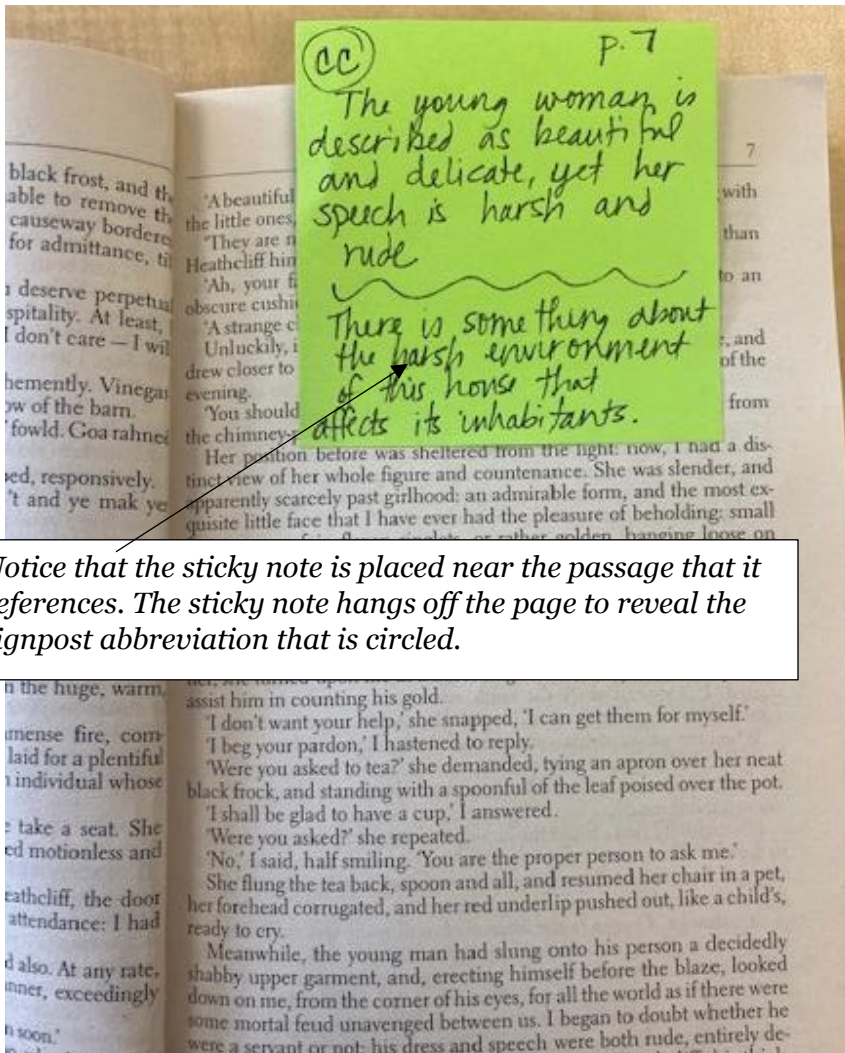 CC
p.7
The young woman is
described as beautiful
and delicate, yet her
speech is harsh and
rude
There is something about
the harsh environment
of this house that
affects its inhabitants.
black frost, and th
able to remove th
causeway bordere
for admittance, til
deserve perpetual
spitality. At least,
I don't care — I wil
hemently. Vinegar
ow of the barn.
fowld. Goa rahned
ed, responsively.
't and ye mak ye
n the huge, warm,
mense fire, com-
laid for a plentiful
individual whose
take a seat. She
ed motionless and
eathcliff, the door
attendance: I had
d also. At any rate,
nner, exceedingly
n soon.'
7
'A beautiful
with
the little ones,
'They are n
than
Heathcliff him
'Ah, your f
to an
obscure cushi
'A strange c
Unluckily, i
, and
drew closer to
of the
evening.
'You should
from
the chimney-p
Her position before was sheltered from the light: now, I had a dis-
tinct view of her whole figure and countenance. She was slender, and
apparently scarcely past girlhood: an admirable form, and the most ex-
quisite little face that I have ever had the pleasure of beholding: small
or rather golden, hanging loose on
otice that the sticky note is placed near the passage that it
eferences. The sticky note hangs off the page to reveal the
ignpost abbreviation that is circled.
assist him in counting his gold.
'I don't want your help,' she snapped, 'I can get them for myself.'
'I beg your pardon,' I hastened to reply.
'Were you asked to tea?' she demanded, tying an apron over her neat
black frock, and standing with a spoonful of the leaf poised over the pot.
'I shall be glad to have a cup,' I answered.
'Were you asked?' she repeated.
'No,' I said, half smiling. 'You are the proper person to ask me.'
She flung the tea back, spoon and all, and resumed her chair in a pet,
her forehead corrugated, and her red underlip pushed out, like a child's,
ready to cry.
Meanwhile, the young man had slung onto his person a decidedly
shabby upper garment, and, erecting himself before the blaze, looked
down on me, from the corner of his eyes, for all the world as if there were
some mortal feud unavenged between us. I began to doubt whether he
were a servant or not: his dress and speech were both rude, entirely de-